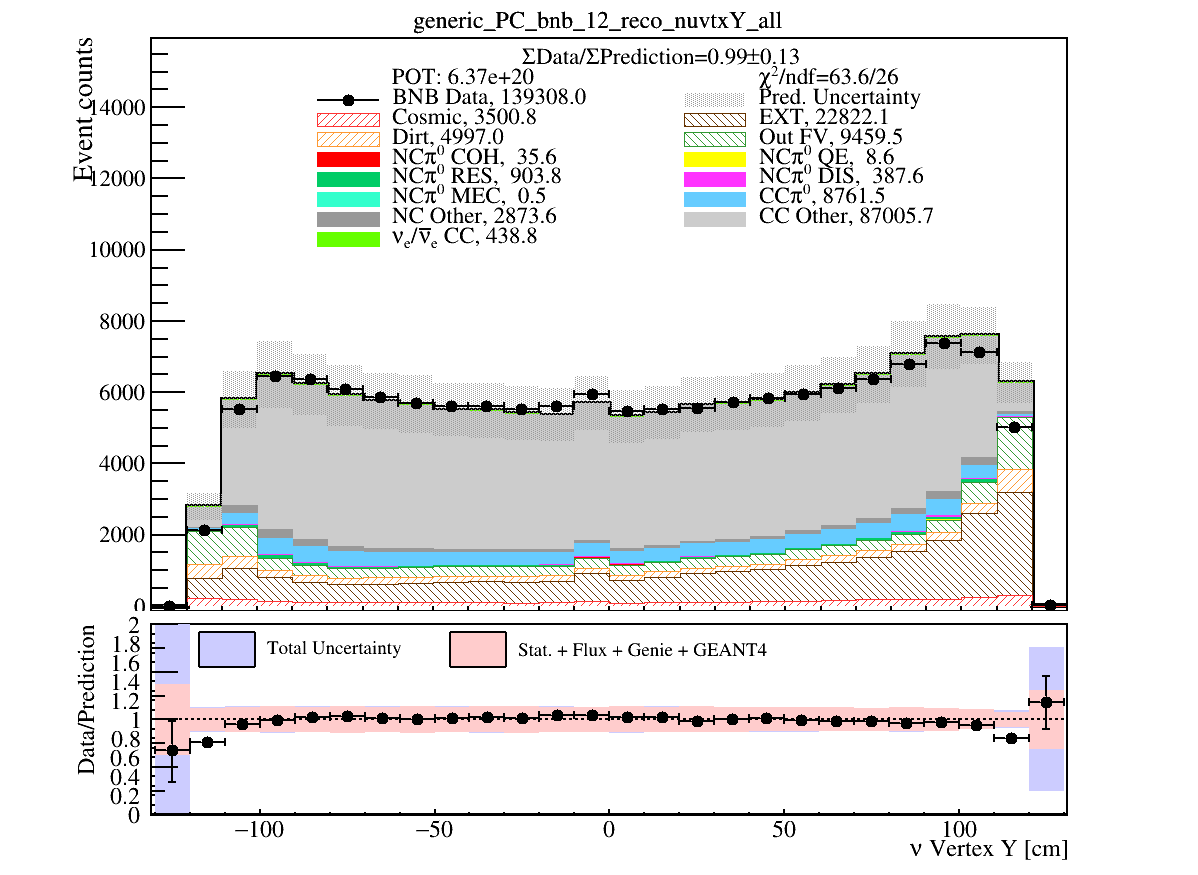 generic_PC_bnb_12_reco_nuvtxY_all
ΣData/ΣPrediction=0.99±0.13
POT: 6.37e+20
χ²/ndf=63.6/26
BNB Data, 139308.0
Pred. Uncertainty
Cosmic, 3500.8
EXT, 22822.1
Dirt, 4997.0
Out FV, 9459.5
NCπ⁰ COH, 35.6
NCπ⁰ QE, 8.6
NCπ⁰ RES, 903.8
NCπ⁰ DIS, 387.6
NCπ⁰ MEC, 0.5
CCπ⁰, 8761.5
NC Other, 2873.6
CC Other, 87005.7
νₑ/ν̅ₑ CC, 438.8
Event counts
14000
12000
10000
8000
6000
4000
2000
0
Total Uncertainty
Stat. + Flux + Genie + GEANT4
Data/Prediction
2
1.8
1.6
1.4
1.2
1
0.8
0.6
0.4
0.2
0
−100
−50
0
50
100
ν Vertex Y [cm]